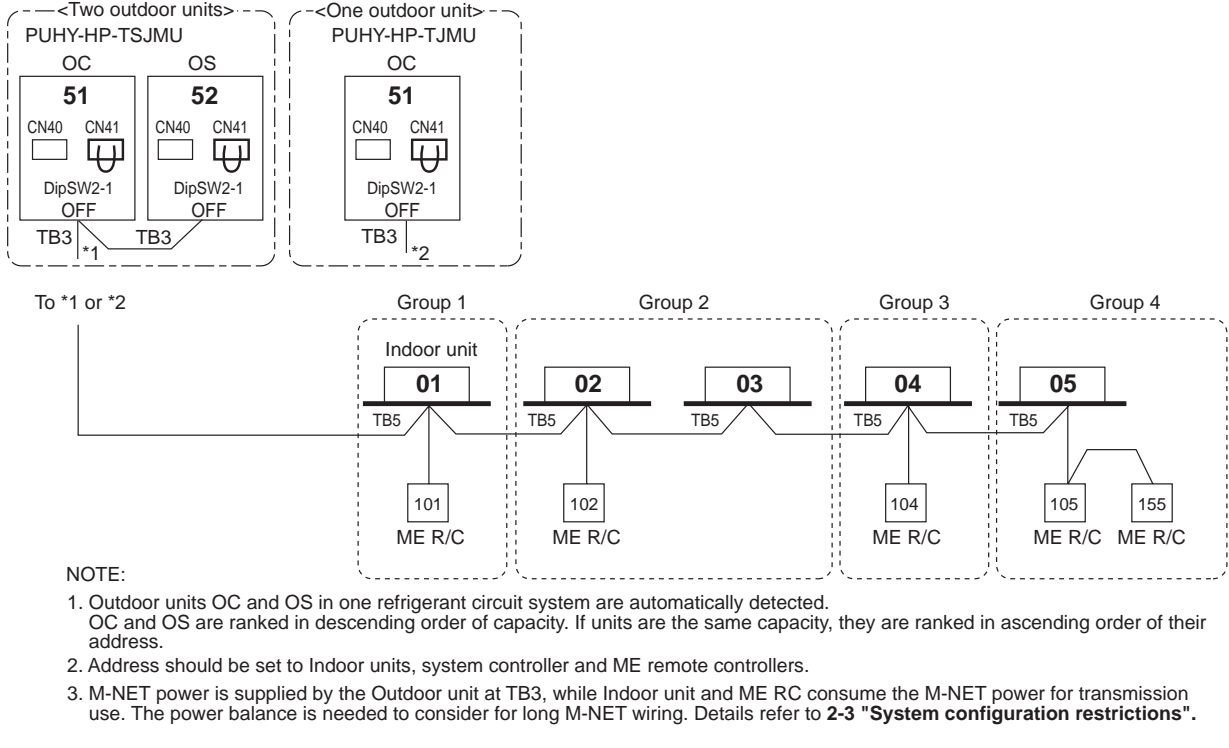 <Two outdoor units>
<One outdoor unit>
PUHY-HP-TSJMU
PUHY-HP-TJMU
OC OS
OC
51 52
51
CN40 CN41 CN40 CN41
CN40 CN41
DipSW2-1 DipSW2-1
DipSW2-1
OFF OFF
OFF
TB3 *1 TB3
TB3 *2
To *1 or *2
Group 1 Group 2 Group 3 Group 4
Indoor unit
01 02 03 04 05
TB5 TB5 TB5 TB5 TB5
101 102 104 105 155
ME R/C ME R/C ME R/C ME R/C ME R/C
NOTE:
1. Outdoor units OC and OS in one refrigerant circuit system are automatically detected.
OC and OS are ranked in descending order of capacity. If units are the same capacity, they are ranked in ascending order of their
address.
2. Address should be set to Indoor units, system controller and ME remote controllers.
3. M-NET power is supplied by the Outdoor unit at TB3, while Indoor unit and ME RC consume the M-NET power for transmission
use. The power balance is needed to consider for long M-NET wiring. Details refer to 2-3 "System configuration restrictions".